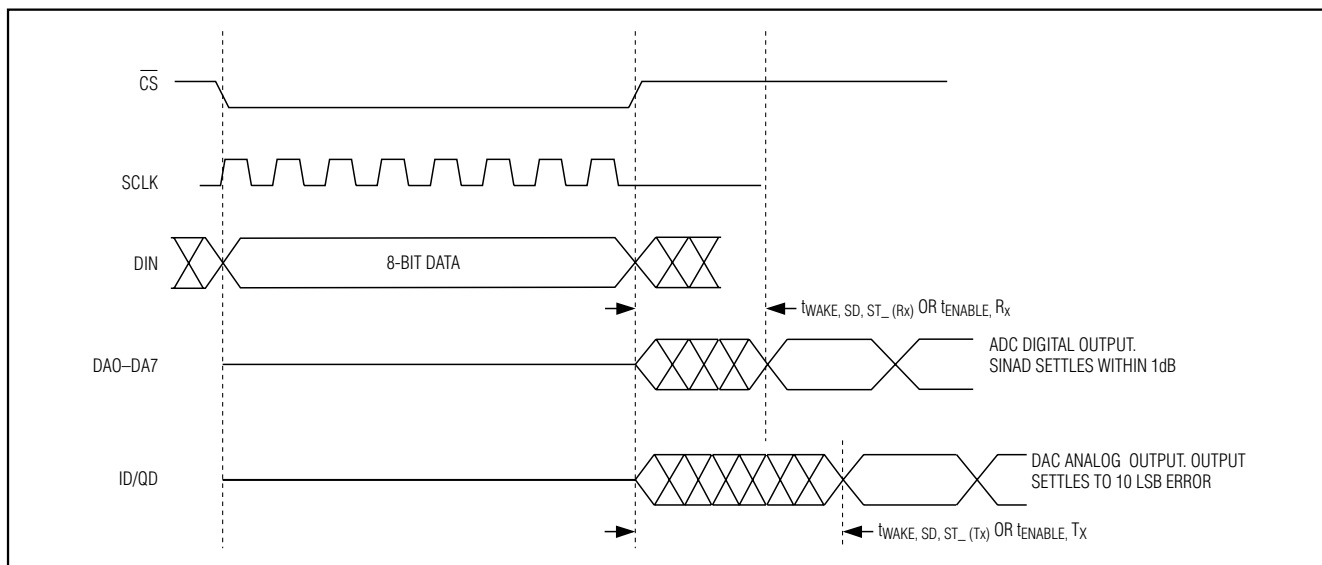 CS
SCLK
DIN
8-BIT DATA
tWAKE, SD, ST_ (Rx) OR tENABLE, Rx
DAO–DA7
ADC DIGITAL OUTPUT.
SINAD SETTLES WITHIN 1dB
ID/QD
DAC ANALOG OUTPUT. OUTPUT
SETTLES TO 10 LSB ERROR
tWAKE, SD, ST_ (Tx) OR tENABLE, Tx